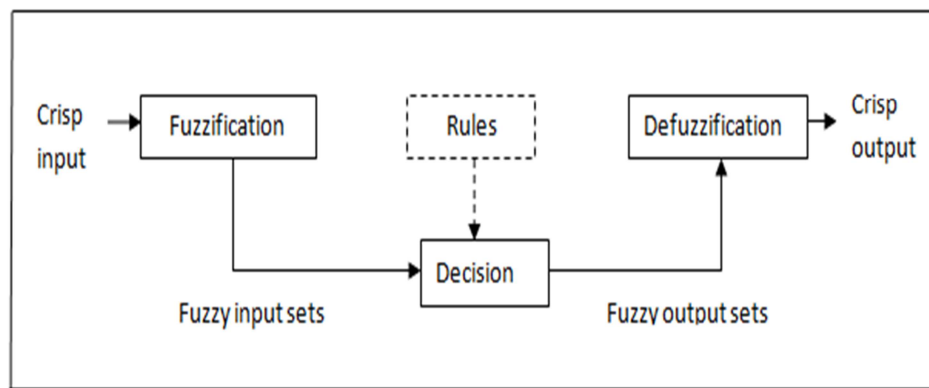 Crisp
input
Fuzzification
Rules
Defuzzification
Crisp
output
Decision
Fuzzy input sets
Fuzzy output sets